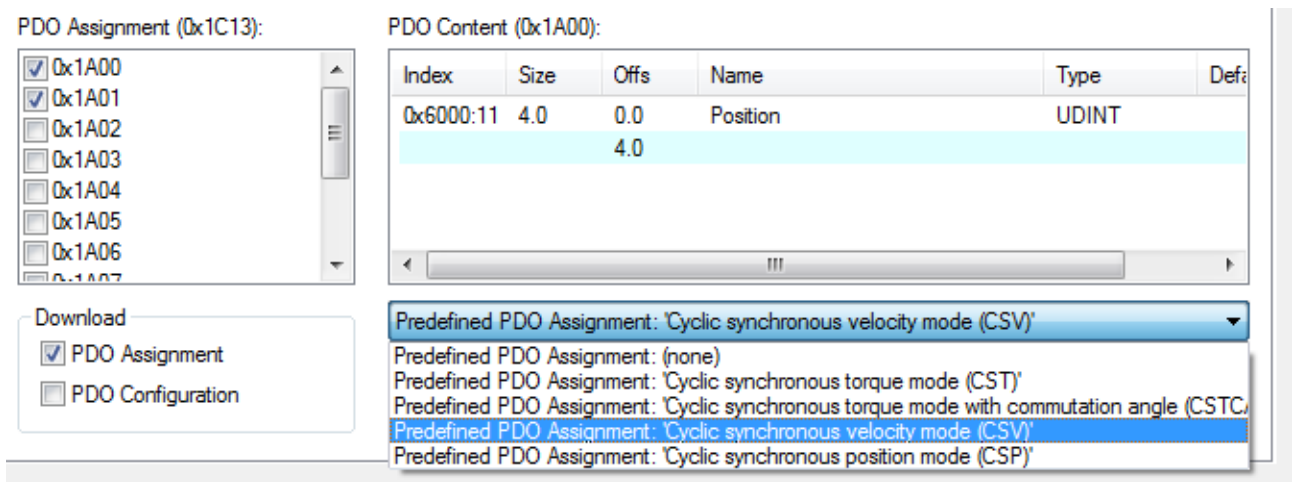 PDO Assignment (0x1C13):
PDO Content (0x1A00):
0x1A00
0x1A01
0x1A02
0x1A03
0x1A04
0x1A05
0x1A06
Index Size Offs Name Type Defa
0x6000:11 4.0 0.0 Position UDINT
4.0
Download
PDO Assignment
PDO Configuration
Predefined PDO Assignment: 'Cyclic synchronous velocity mode (CSV)'
Predefined PDO Assignment: (none)
Predefined PDO Assignment: 'Cyclic synchronous torque mode (CST)'
Predefined PDO Assignment: 'Cyclic synchronous torque mode with commutation angle (CSTCA
Predefined PDO Assignment: 'Cyclic synchronous velocity mode (CSV)'
Predefined PDO Assignment: 'Cyclic synchronous position mode (CSP)'